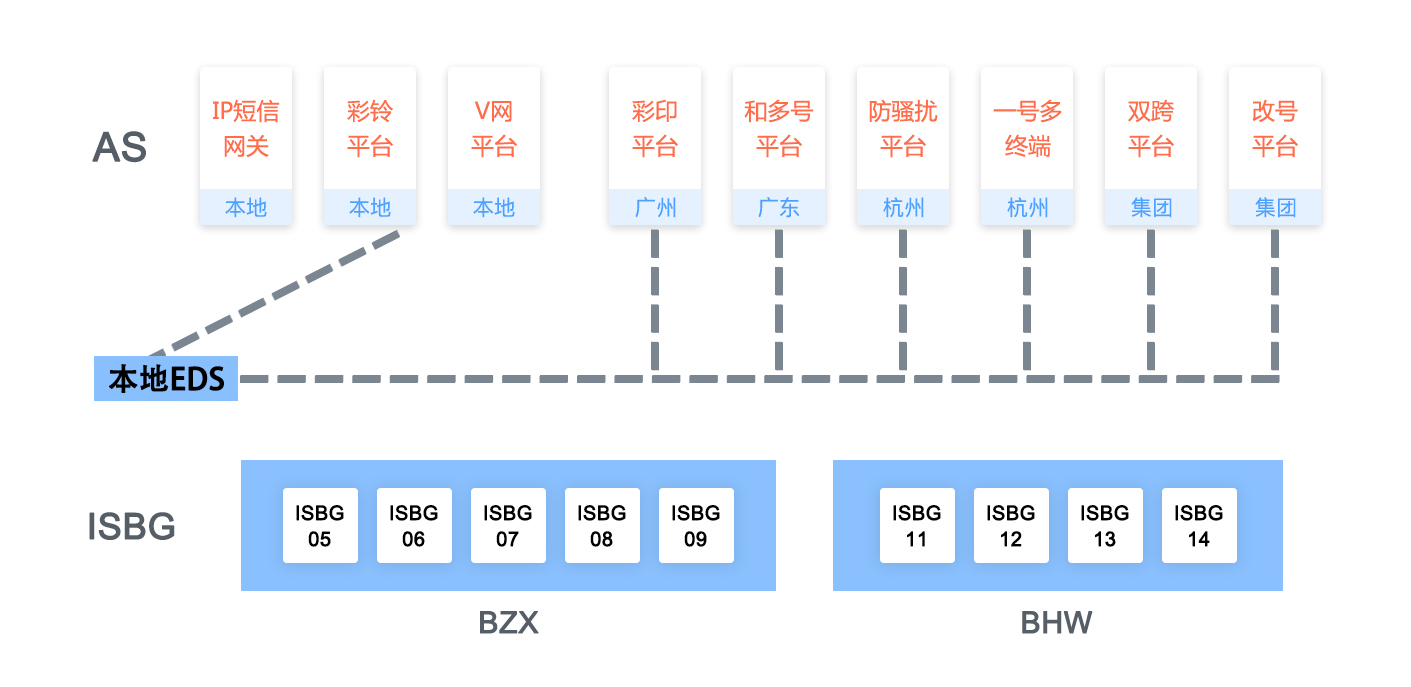 AS
IP短信
网关
本地
彩铃
平台
本地
V网
平台
本地
彩印
平台
广州
和多号
平台
广东
防骚扰
平台
杭州
一号多
终端
杭州
双跨
平台
集团
改号
平台
集团
本地EDS
ISBG
ISBG
05
ISBG
06
ISBG
07
ISBG
08
ISBG
09
ISBG
11
ISBG
12
ISBG
13
ISBG
14
BZX
BHW